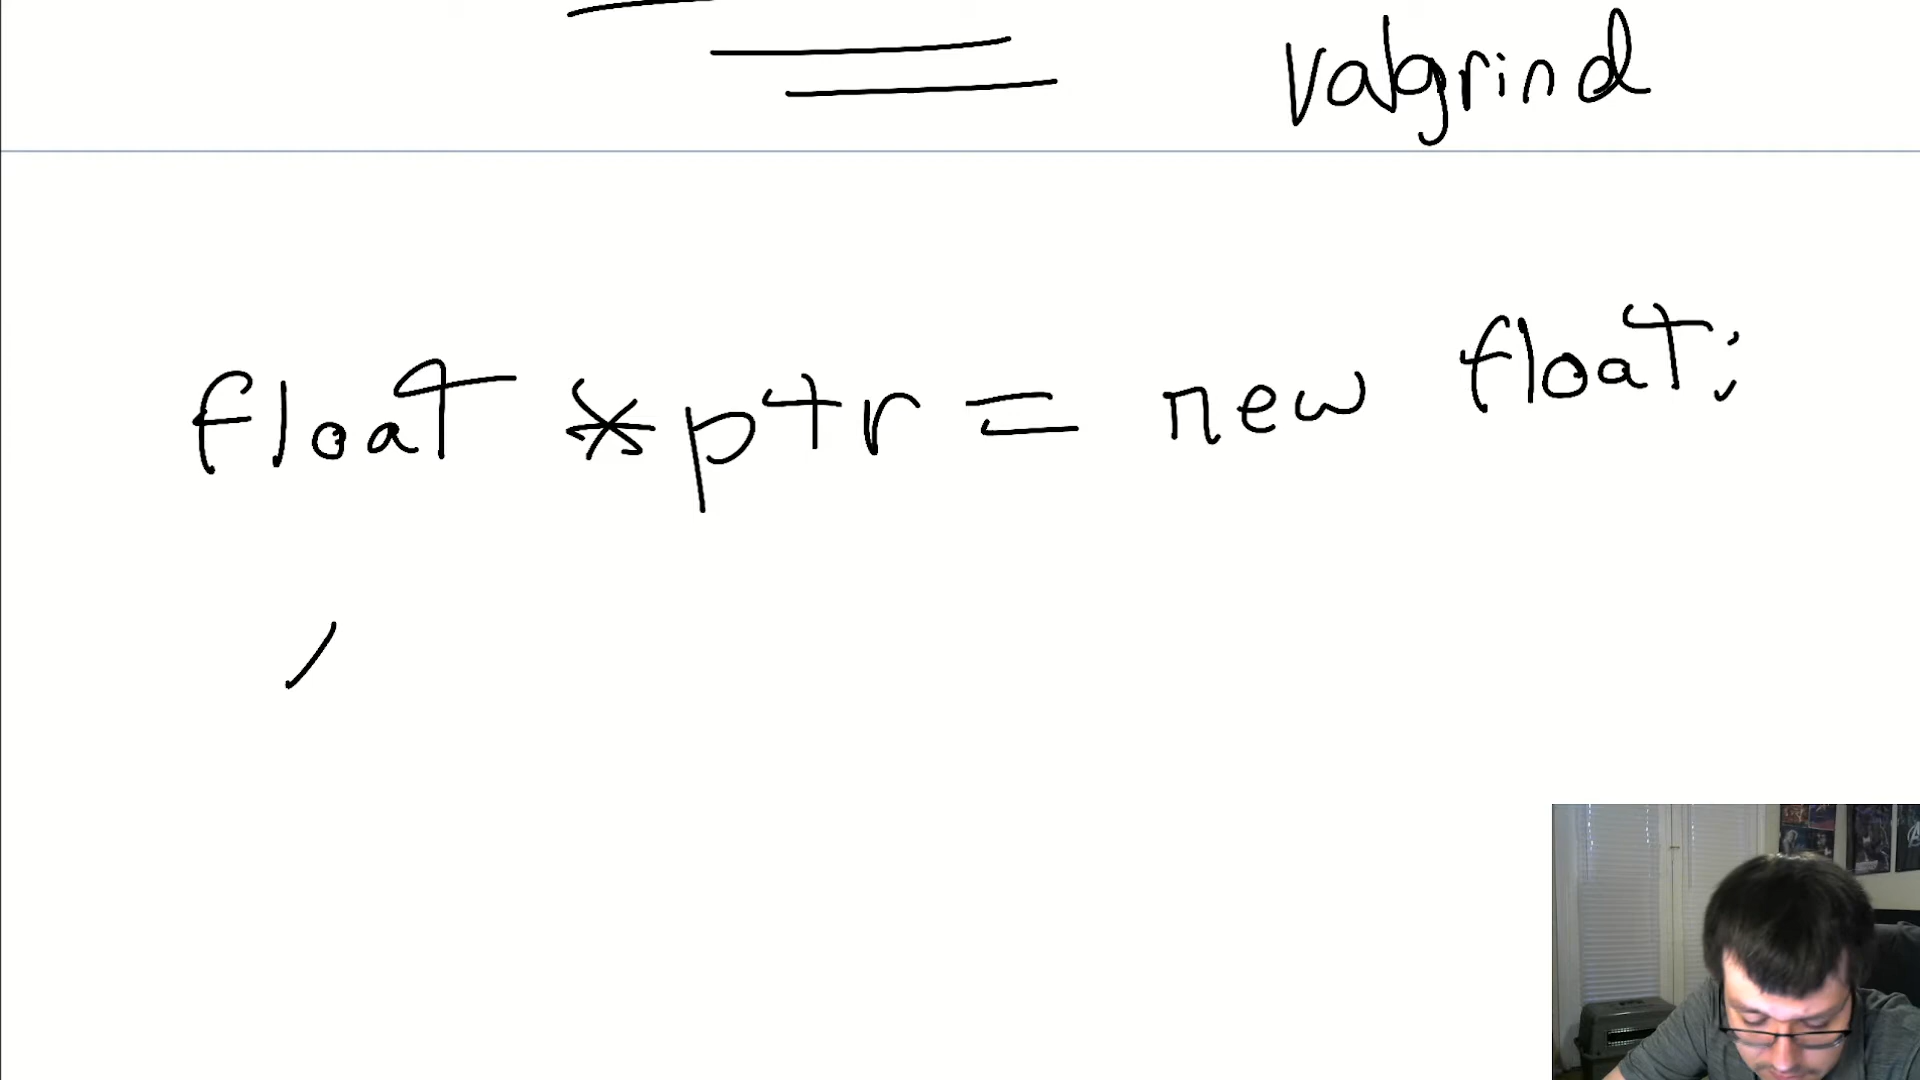 valgrind
float *ptr = new float;